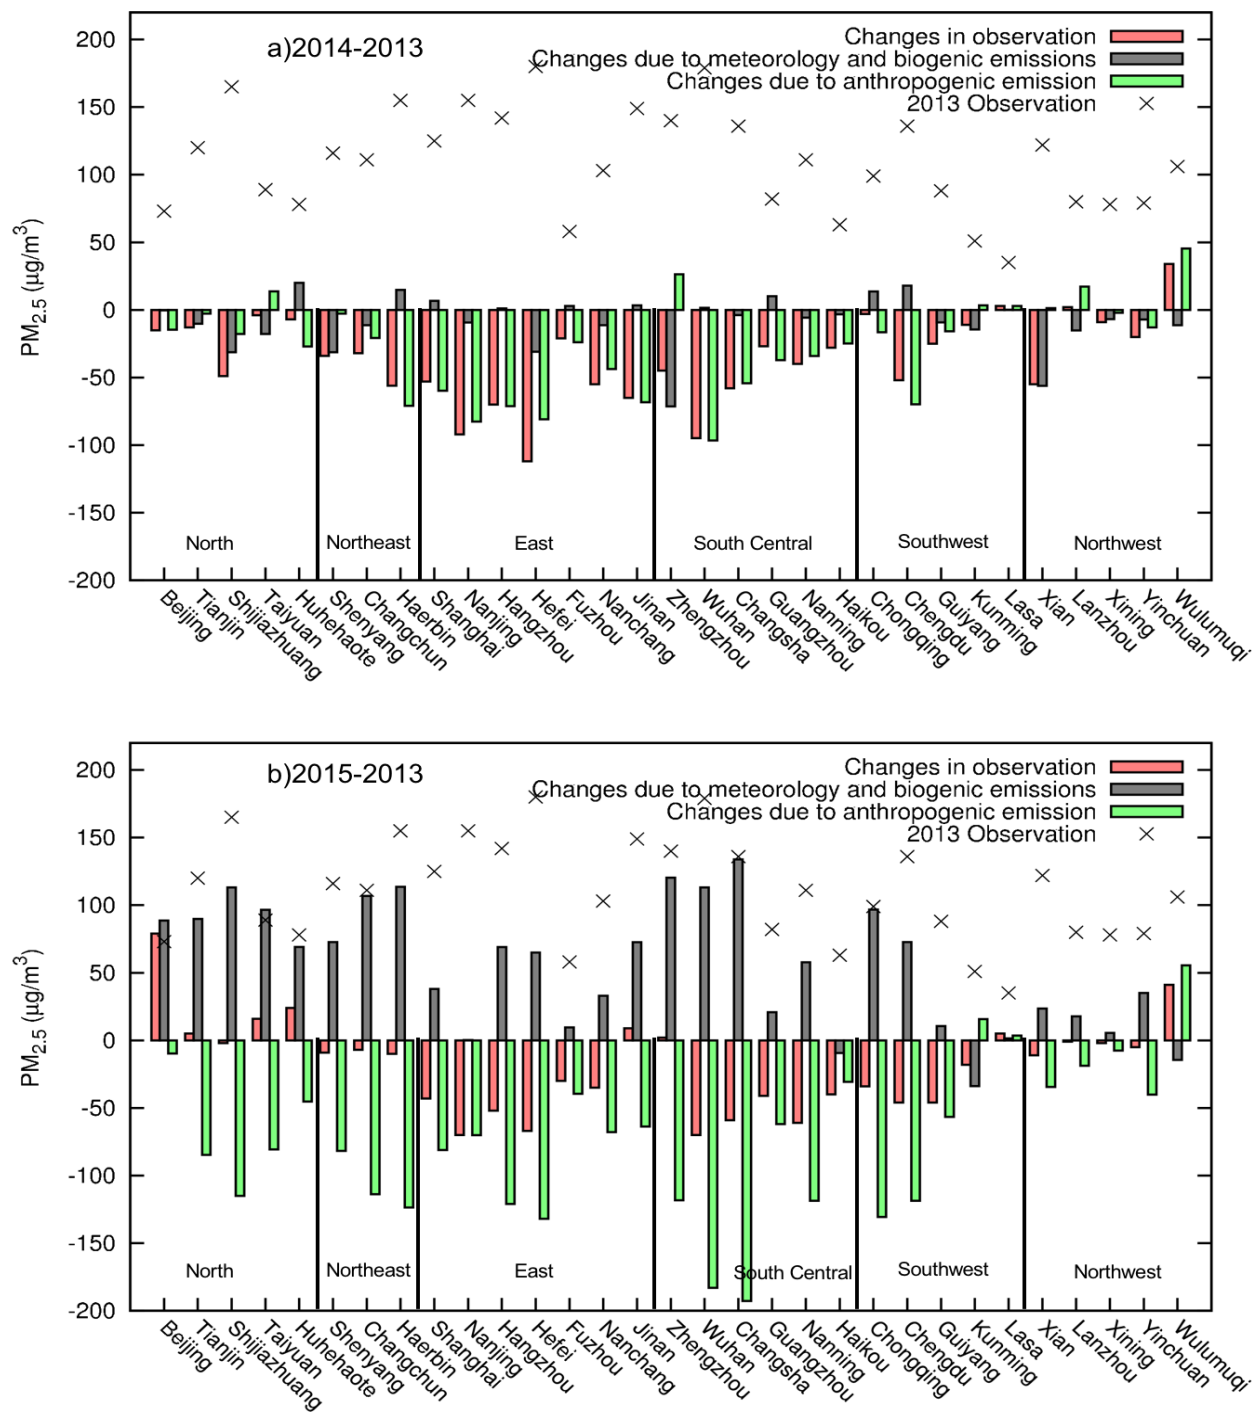 a)2014-2013
Changes in observation
Changes due to meteorology and biogenic emissions
Changes due to anthropogenic emission
2013 Observation
PM2.5 (μg/m3)
200
150
100
50
0
-50
-100
-150
-200
North Northeast East South Central Southwest Northwest
Beijing Tianjin Shijiazhuang Taiyuan Huhehaote Shenyang Changchun Haerbin Shanghai Nanjing Hangzhou Hefei Fuzhou Nanchang Jinan Zhengzhou Wuhan Changsha Guangzhou Nanning Haikou Chongqing Chengdu Guiyang Kunming Lasa Xian Lanzhou Xining Yinchuan Wulumuqi
b)2015-2013
Changes in observation
Changes due to meteorology and biogenic emissions
Changes due to anthropogenic emission
2013 Observation
PM2.5 (μg/m3)
200
150
100
50
0
-50
-100
-150
-200
North Northeast East South Central Southwest Northwest
Beijing Tianjin Shijiazhuang Taiyuan Huhehaote Shenyang Changchun Haerbin Shanghai Nanjing Hangzhou Hefei Fuzhou Nanchang Jinan Zhengzhou Wuhan Changsha Guangzhou Nanning Haikou Chongqing Chengdu Guiyang Kunming Lasa Xian Lanzhou Xining Yinchuan Wulumuqi